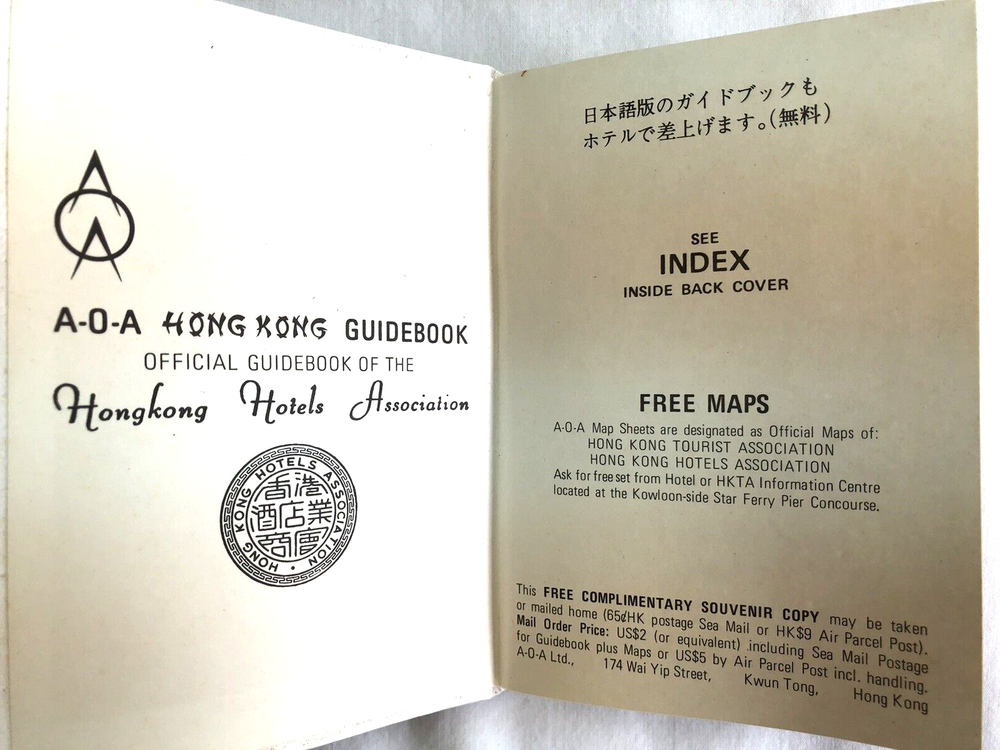 A-O-A HONG KONG GUIDEBOOK
OFFICIAL GUIDEBOOK OF THE
Hongkong Hotels Association
HONG KONG HOTELS ASSOCIATION
香港
酒店業
商會
日本語版のガイドブックも
ホテルで差上げます。(無料)
SEE
INDEX
INSIDE BACK COVER
FREE MAPS
A-O-A Map Sheets are designated as Official Maps of:
HONG KONG TOURIST ASSOCIATION
HONG KONG HOTELS ASSOCIATION
Ask for free set from Hotel or HKTA Information Centre
located at the Kowloon-side Star Ferry Pier Concourse.
This FREE COMPLIMENTARY SOUVENIR COPY may be taken
or mailed home (65¢HK postage Sea Mail or HK$9 Air Parcel Post).
Mail Order Price: US$2 (or equivalent) including Sea Mail Postage
for Guidebook plus Maps or US$5 by Air Parcel Post incl. handling.
A-O-A Ltd., 174 Wai Yip Street, Kwun Tong, Hong Kong